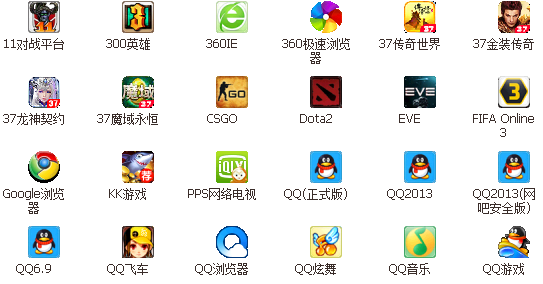 11对战平台
300英雄
360IE
360极速浏览
器
37传奇世界
37金装传奇
37龙神契约
37魔域永恒
CSGO
Dota2
EVE
FIFA Online
3
Google浏览
器
KK游戏
PPS网络电视
QQ(正式版)
QQ2013
QQ2013(网
吧安全版)
QQ6.9
QQ飞车
QQ浏览器
QQ炫舞
QQ音乐
QQ游戏